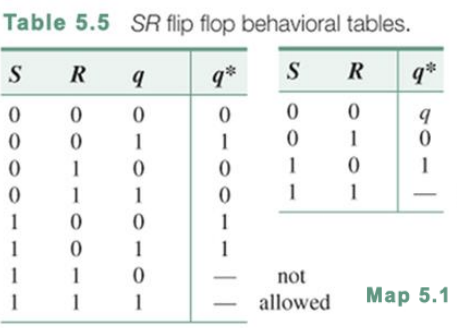 Table 5.5 SR flip flop behavioral tables.
S R q q*
0 0 0 0
0 0 1 1
0 1 0 0
0 1 1 0
1 0 0 1
1 0 1 1
1 1 0 — not
1 1 1 — allowed
S R q*
0 0 q
0 1 0
1 0 1
1 1 —
Map 5.1